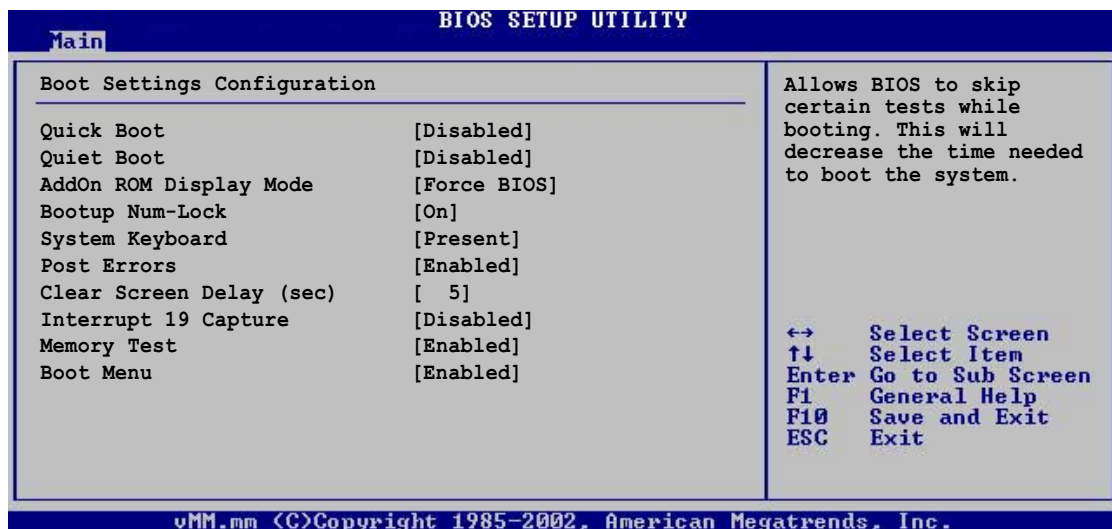 BIOS SETUP UTILITY
Main
Boot Settings Configuration
Quick Boot [Disabled]
Quiet Boot [Disabled]
AddOn ROM Display Mode [Force BIOS]
Bootup Num-Lock [On]
System Keyboard [Present]
Post Errors [Enabled]
Clear Screen Delay (sec) [ 5]
Interrupt 19 Capture [Disabled]
Memory Test [Enabled]
Boot Menu [Enabled]
Allows BIOS to skip
certain tests while
booting. This will
decrease the time needed
to boot the system.
←→ Select Screen
↑↓ Select Item
Enter Go to Sub Screen
F1 General Help
F10 Save and Exit
ESC Exit
vMM.mm (C)Copyright 1985-2002, American Megatrends, Inc.